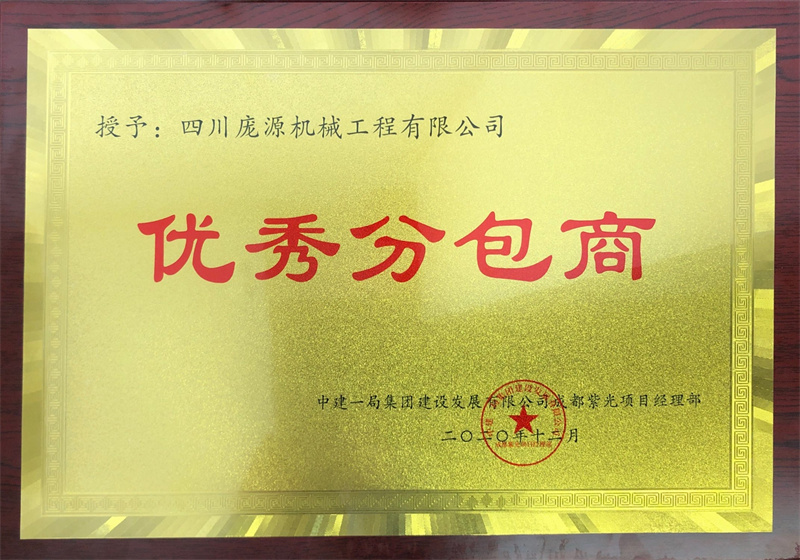 授予：四川庞源机械工程有限公司
优秀分包商
中建一局集团建设发展有限公司成都紫光项目经理部
二〇二〇年十二月